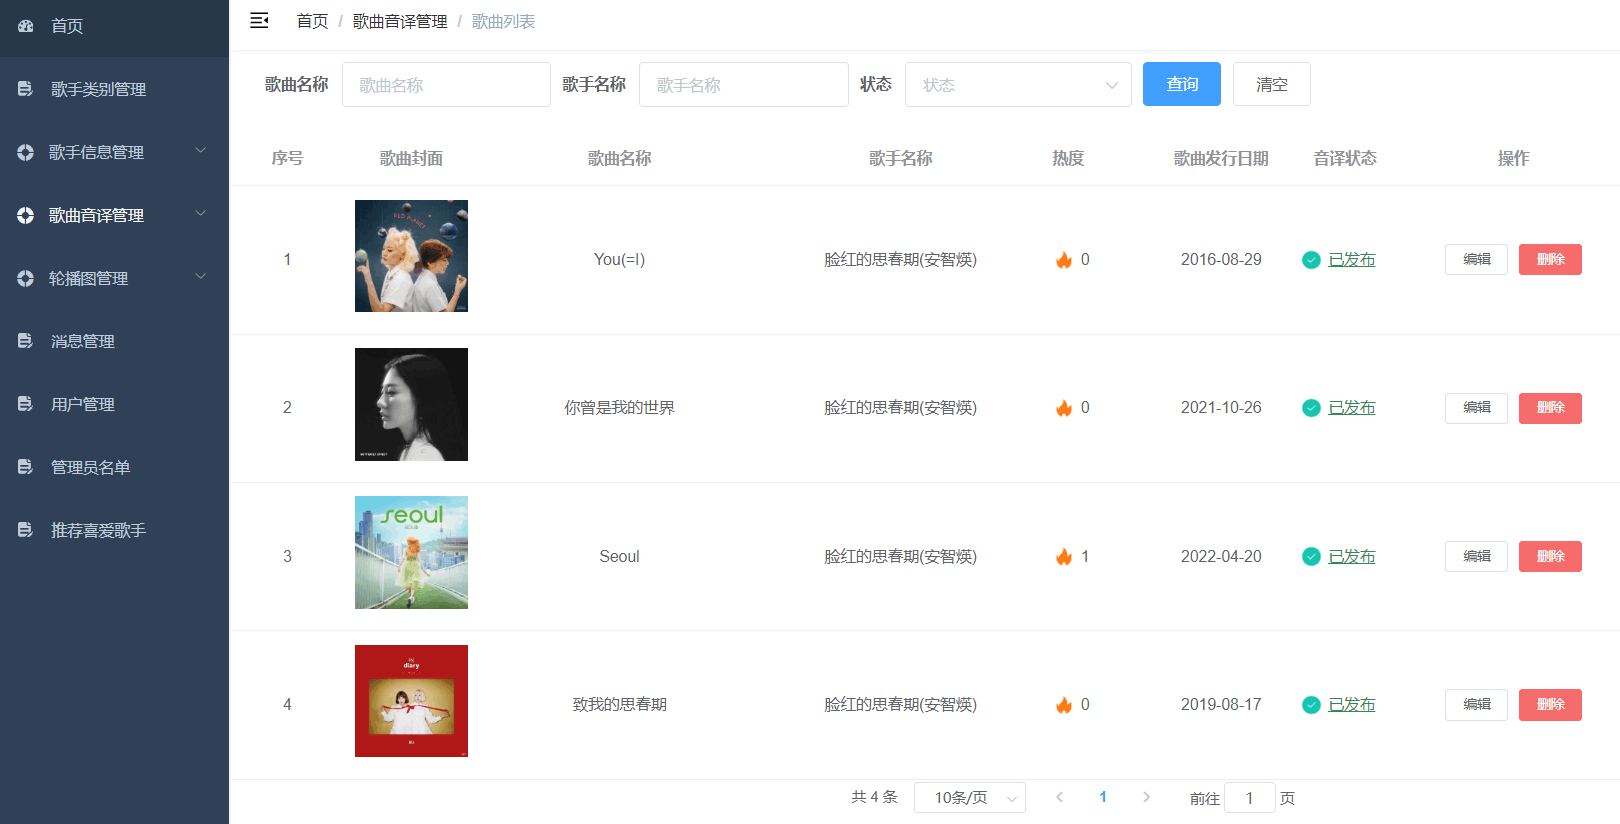 首页
歌手类别管理
歌手信息管理
歌曲音译管理
轮播图管理
消息管理
用户管理
管理员名单
推荐喜爱歌手
首页 / 歌曲音译管理 / 歌曲列表
歌曲名称 歌曲名称 歌手名称 歌手名称 状态 状态 查询 清空
序号 歌曲封面 歌曲名称 歌手名称 热度 歌曲发行日期 音译状态 操作
RED PLANET
1 You(=I) 脸红的思春期(安智煐) 0 2016-08-29 已发布 编辑 删除
2 你曾是我的世界 脸红的思春期(安智煐) 0 2021-10-26 已发布 编辑 删除
seoul
3 Seoul 脸红的思春期(安智煐) 1 2022-04-20 已发布 编辑 删除
diary
4 致我的思春期 脸红的思春期(安智煐) 0 2019-08-17 已发布 编辑 删除
共 4 条 10条/页 1 前往 1 页